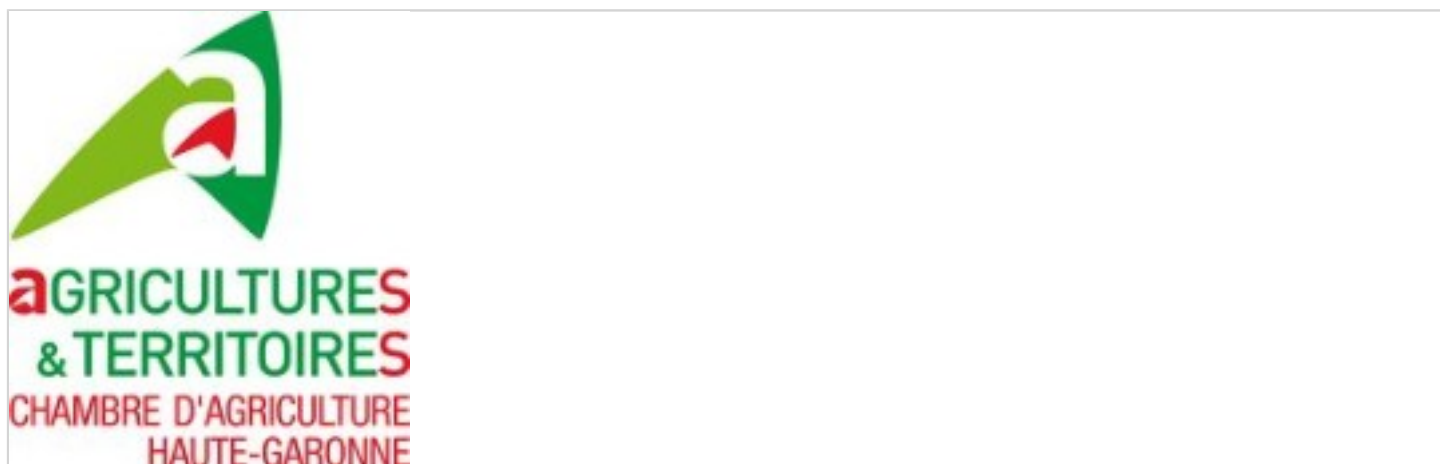 a
aGRICULTURES
& TERRITOIRES
CHAMBRE D'AGRICULTURE
HAUTE-GARONNE